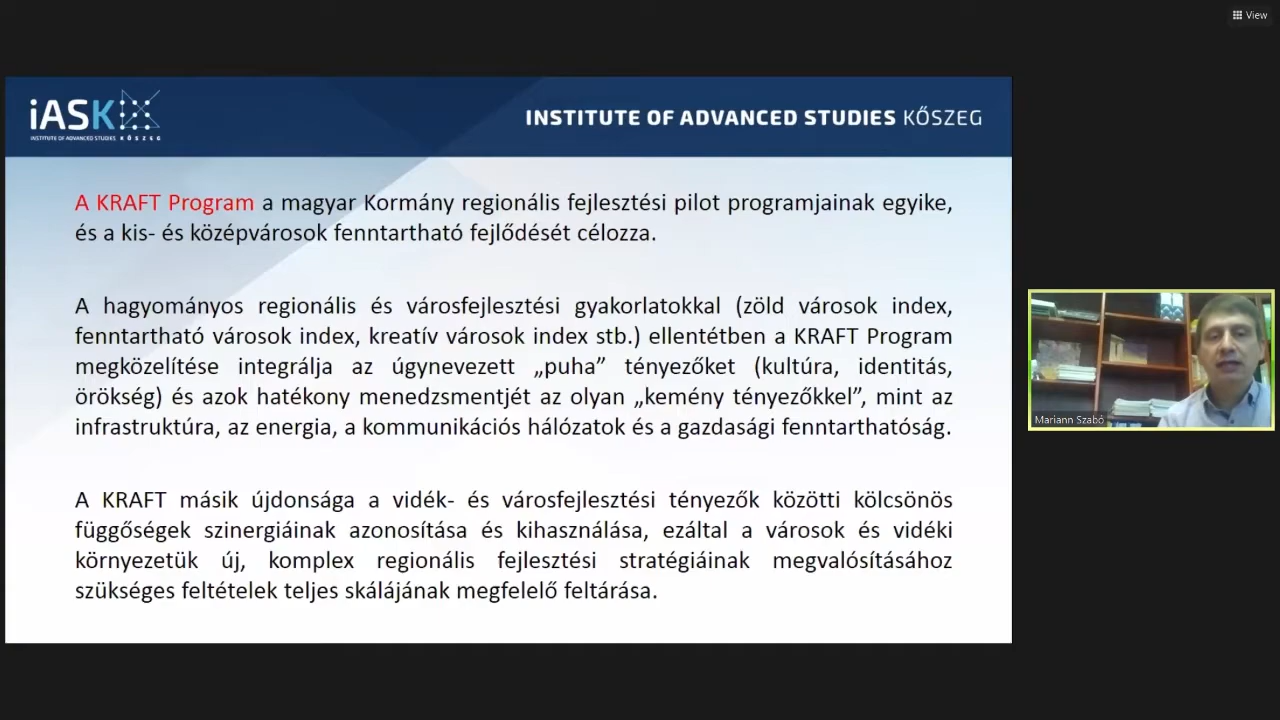 View
iASK
INSTITUTE OF ADVANCED STUDIES KŐSZEG
INSTITUTE OF ADVANCED STUDIES KŐSZEG
A KRAFT Program a magyar Kormány regionális fejlesztési pilot programjainak egyike,
és a kis- és középvárosok fenntartható fejlődését célozza.
A hagyományos regionális és városfejlesztési gyakorlatokkal (zöld városok index,
fenntartható városok index, kreatív városok index stb.) ellentétben a KRAFT Program
megközelítése integrálja az úgynevezett „puha” tényezőket (kultúra, identitás,
örökség) és azok hatékony menedzsmentjét az olyan „kemény tényezőkkel”, mint az
infrastruktúra, az energia, a kommunikációs hálózatok és a gazdasági fenntarthatóság.
A KRAFT másik újdonsága a vidék- és városfejlesztési tényezők közötti kölcsönös
függőségek szinergiáinak azonosítása és kihasználása, ezáltal a városok és vidéki
környezetük új, komplex regionális fejlesztési stratégiáinak megvalósításához
szükséges feltételek teljes skálájának megfelelő feltárása.
Mariann Szabó